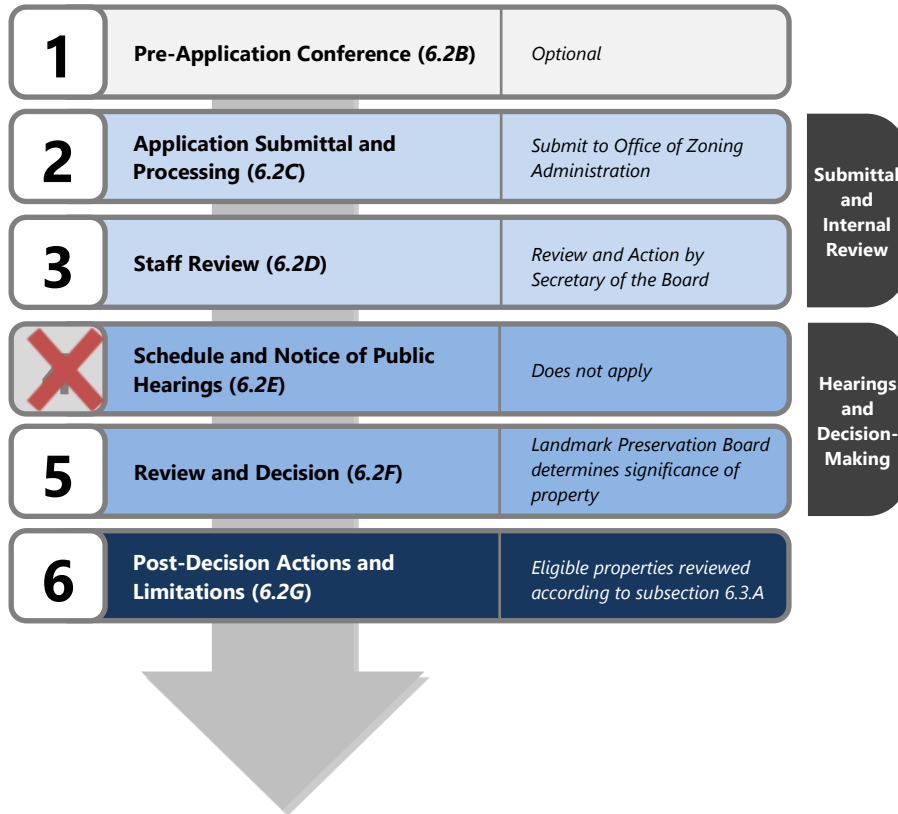 1
Pre-Application Conference (6.2B)
Optional
2
Application Submittal and
Processing (6.2C)
Submit to Office of Zoning
Administration
3
Staff Review (6.2D)
Review and Action by
Secretary of the Board
Submittal
and
Internal
Review
4
Schedule and Notice of Public
Hearings (6.2E)
Does not apply
5
Review and Decision (6.2F)
Landmark Preservation Board
determines significance of
property
Hearings
and
Decision-
Making
6
Post-Decision Actions and
Limitations (6.2G)
Eligible properties reviewed
according to subsection 6.3.A